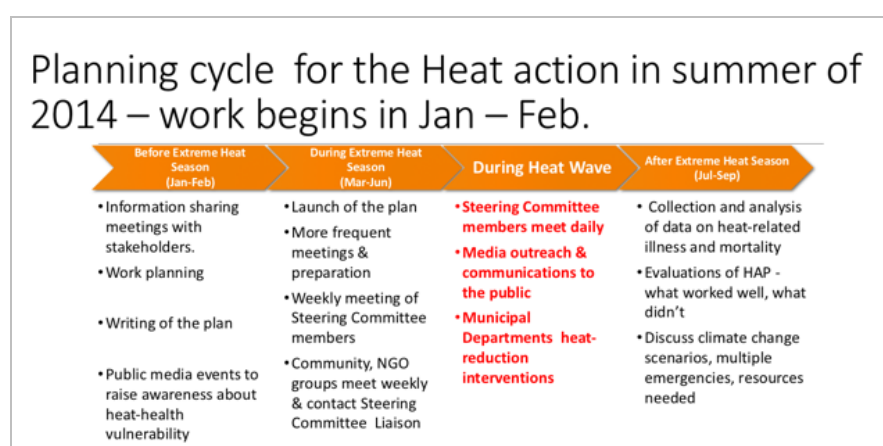 Planning cycle for the Heat action in summer of
2014 – work begins in Jan – Feb.
Before Extreme Heat
Season
(Jan-Feb)
During Extreme Heat
Season
(Mar-Jun)
During Heat Wave
After Extreme Heat Season
(Jul-Sep)
• Information sharing
meetings with
stakeholders.
• Work planning
• Writing of the plan
• Public media events to
raise awareness about
heat-health
vulnerability
• Launch of the plan
• More frequent
meetings &
preparation
• Weekly meeting of
Steering Committee
members
• Community, NGO
groups meet weekly
& contact Steering
Committee Liaison
• Steering Committee
members meet daily
• Media outreach &
communications to
the public
• Municipal
Departments heat-
reduction
interventions
• Collection and analysis
of data on heat-related
illness and mortality
• Evaluations of HAP -
what worked well, what
didn’t
• Discuss climate change
scenarios, multiple
emergencies, resources
needed